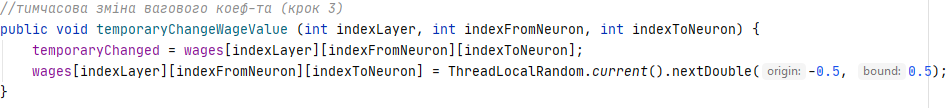 //тимчасова зміна вагового коеф-та (крок 3)
public void temporaryChangeWageValue (int indexLayer, int indexFromNeuron, int indexToNeuron) {
    temporaryChanged = wages[indexLayer][indexFromNeuron][indexToNeuron];
    wages[indexLayer][indexFromNeuron][indexToNeuron] = ThreadLocalRandom.current().nextDouble( origin: -0.5, bound: 0.5);
}